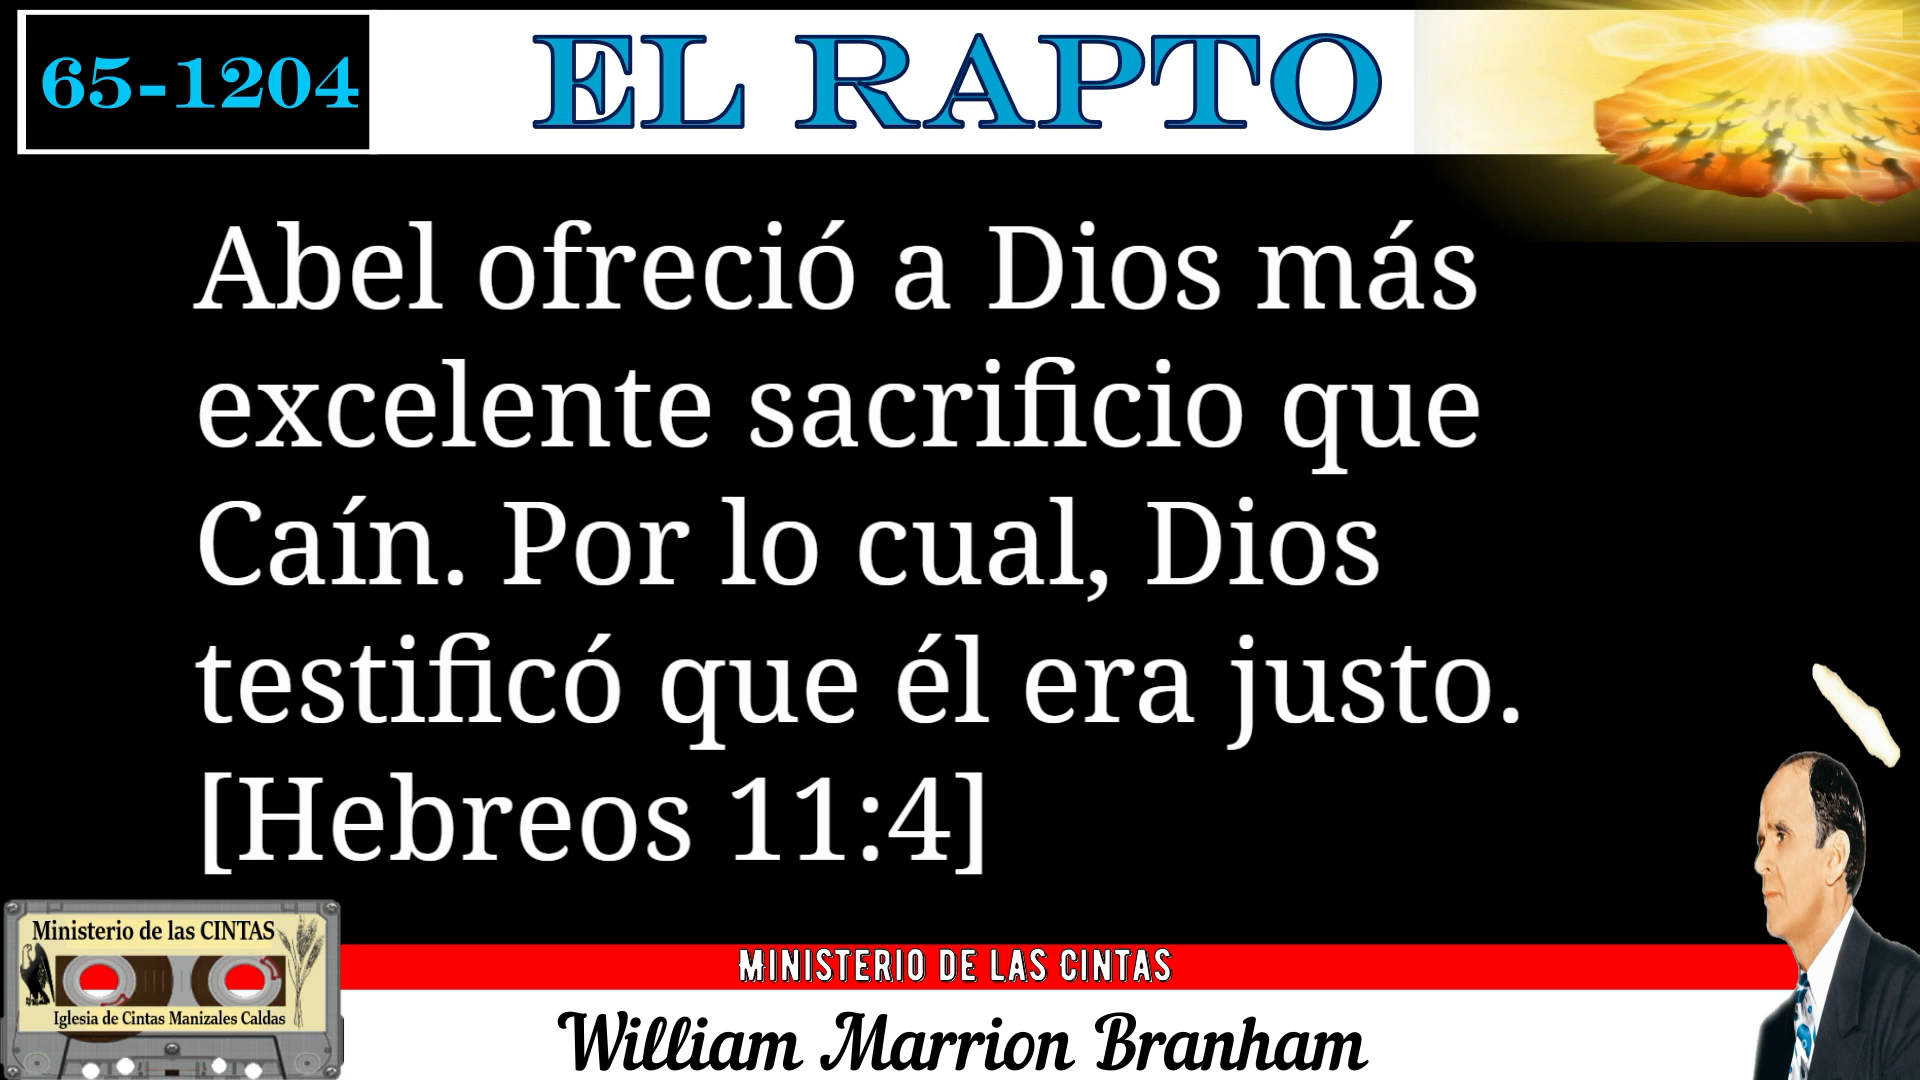 65-1204
EL RAPTO
Abel ofreció a Dios más
excelente sacrificio que
Caín. Por lo cual, Dios
testificó que él era justo.
[Hebreos 11:4]
Ministerio de las CINTAS
Iglesia de Cintas Manizales Caldas
MINISTERIO DE LAS CINTAS
William Marrion Branham